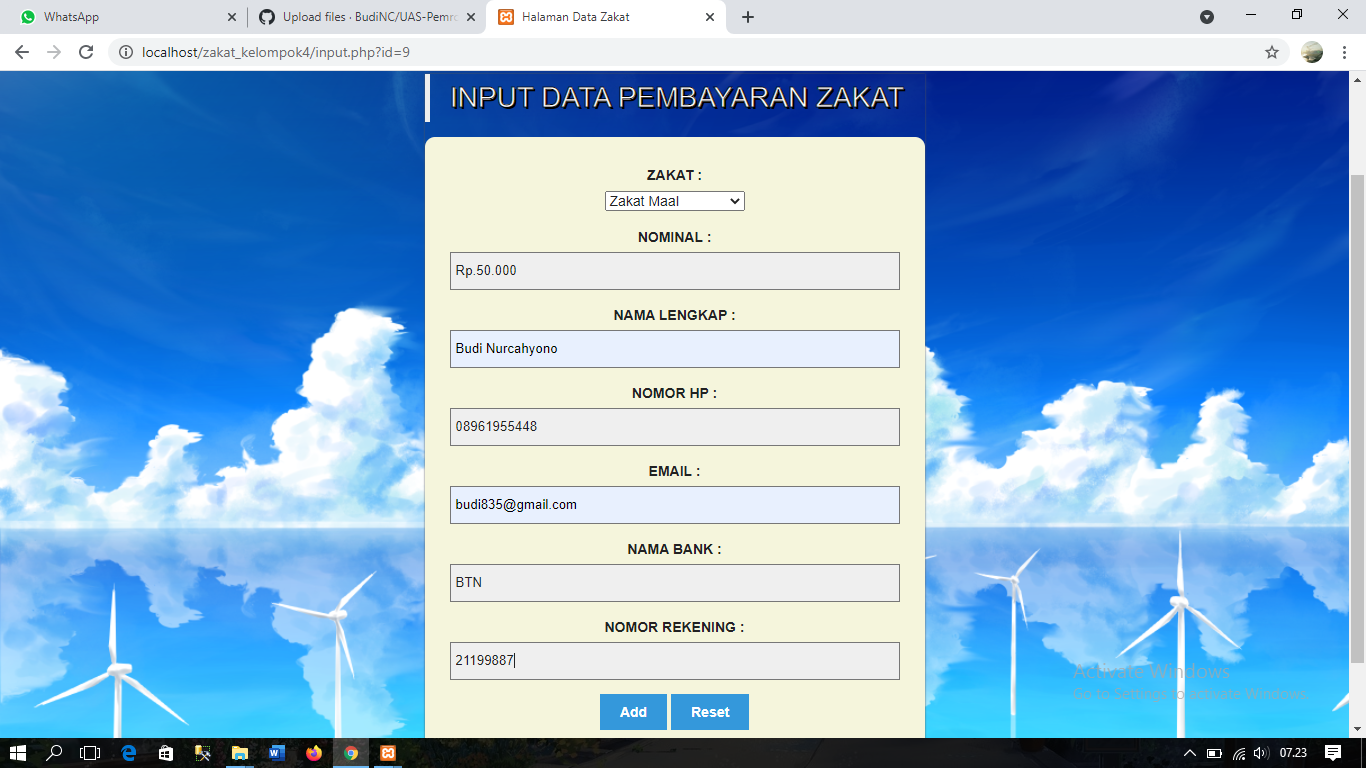 WhatsApp
Upload files · BudiNC/UAS-Pemro
Halaman Data Zakat
localhost/zakat_kelompok4/input.php?id=9
INPUT DATA PEMBAYARAN ZAKAT
ZAKAT :
Zakat Maal
NOMINAL :
Rp.50.000
NAMA LENGKAP :
Budi Nurcahyono
NOMOR HP :
08961955448
EMAIL :
budi835@gmail.com
NAMA BANK :
BTN
NOMOR REKENING :
21199887
Add Reset
Activate Windows
Go to Settings to activate Windows.
07.23